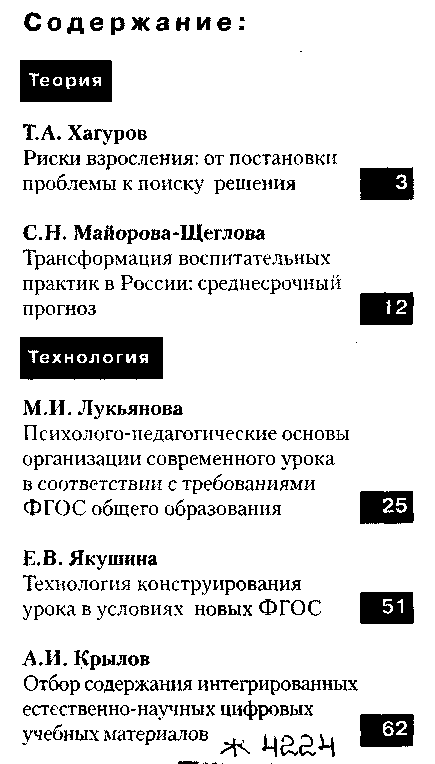 Содержание:
Теория
Т.А. Хагуров
Риски взросления: от постановки
проблемы к поиску решения 3
С.Н. Майорова-Щеглова
Трансформация воспитательных
практик в России: среднесрочный
прогноз 12
Технология
М.И. Лукьянова
Психолого-педагогические основы
организации современного урока
в соответствии с требованиями
ФГОС общего образования 25
Е.В. Якушина
Технология конструирования
урока в условиях новых ФГОС 51
А.И. Крылов
Отбор содержания интегрированных
естественно-научных цифровых
учебных материалов 62
Ж 4224